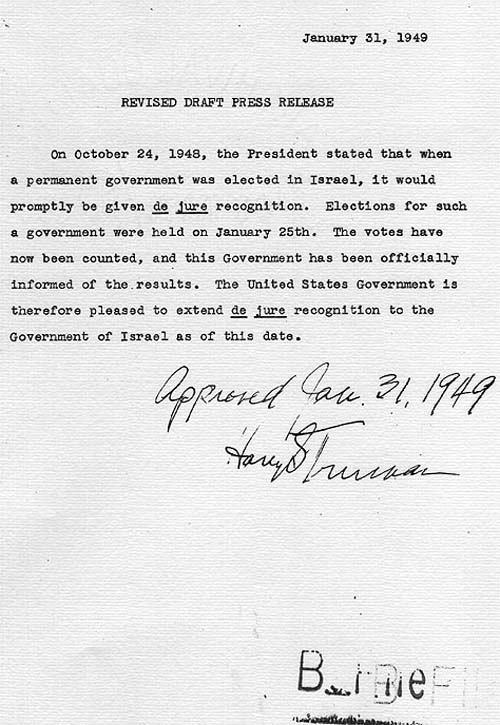 January 31, 1949
REVISED DRAFT PRESS RELEASE
On October 24, 1948, the President stated that when
a permanent government was elected in Israel, it would
promptly be given de jure recognition. Elections for such
a government were held on January 25th. The votes have
now been counted, and this Government has been officially
informed of the results. The United States Government is
therefore pleased to extend de jure recognition to the
Government of Israel as of this date.
Approved Jan. 31, 1949
Harry S Truman